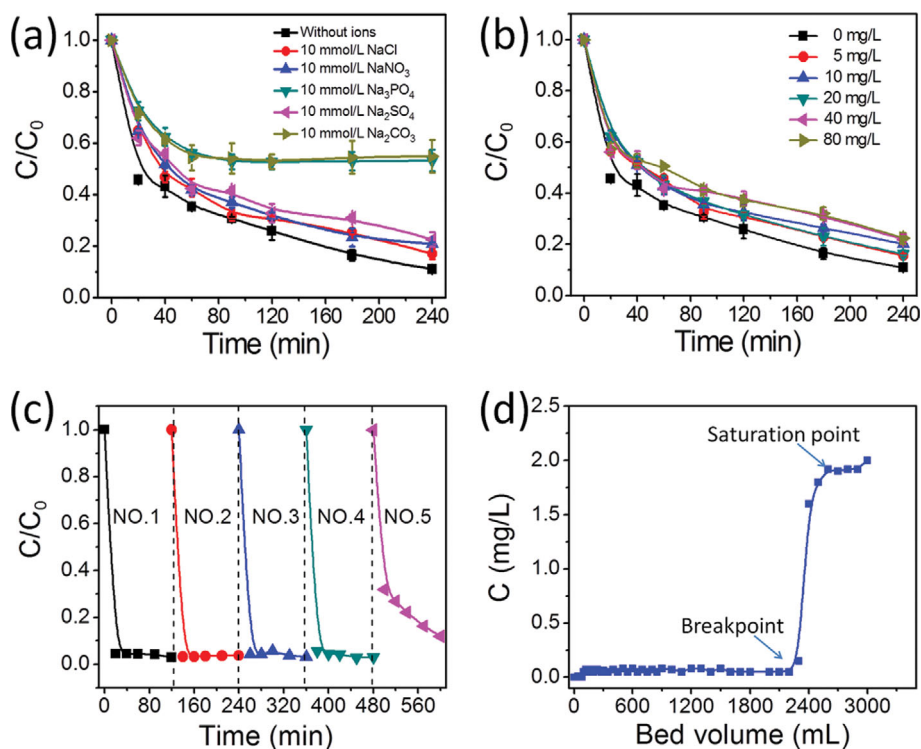 (a)
Without ions
10 mmol/L NaCl
10 mmol/L NaNO₃
10 mmol/L Na₃PO₄
10 mmol/L Na₂SO₄
10 mmol/L Na₂CO₃
C/C₀
1.0
0.8
0.6
0.4
0.2
0.0
0 40 80 120 160 200 240
Time (min)
(b)
0 mg/L
5 mg/L
10 mg/L
20 mg/L
40 mg/L
80 mg/L
C/C₀
1.0
0.8
0.6
0.4
0.2
0.0
0 40 80 120 160 200 240
Time (min)
(c)
C/C₀
1.0
0.8
0.6
0.4
0.2
0.0
NO.1 NO.2 NO.3 NO.4 NO.5
0 120 240 360 480 600
Time (min)
(d)
C (mg/L)
2.5
2.0
1.5
1.0
0.5
0.0
Saturation point
Breakpoint
0 600 1200 1800 2400 3000
Bed volume (mL)